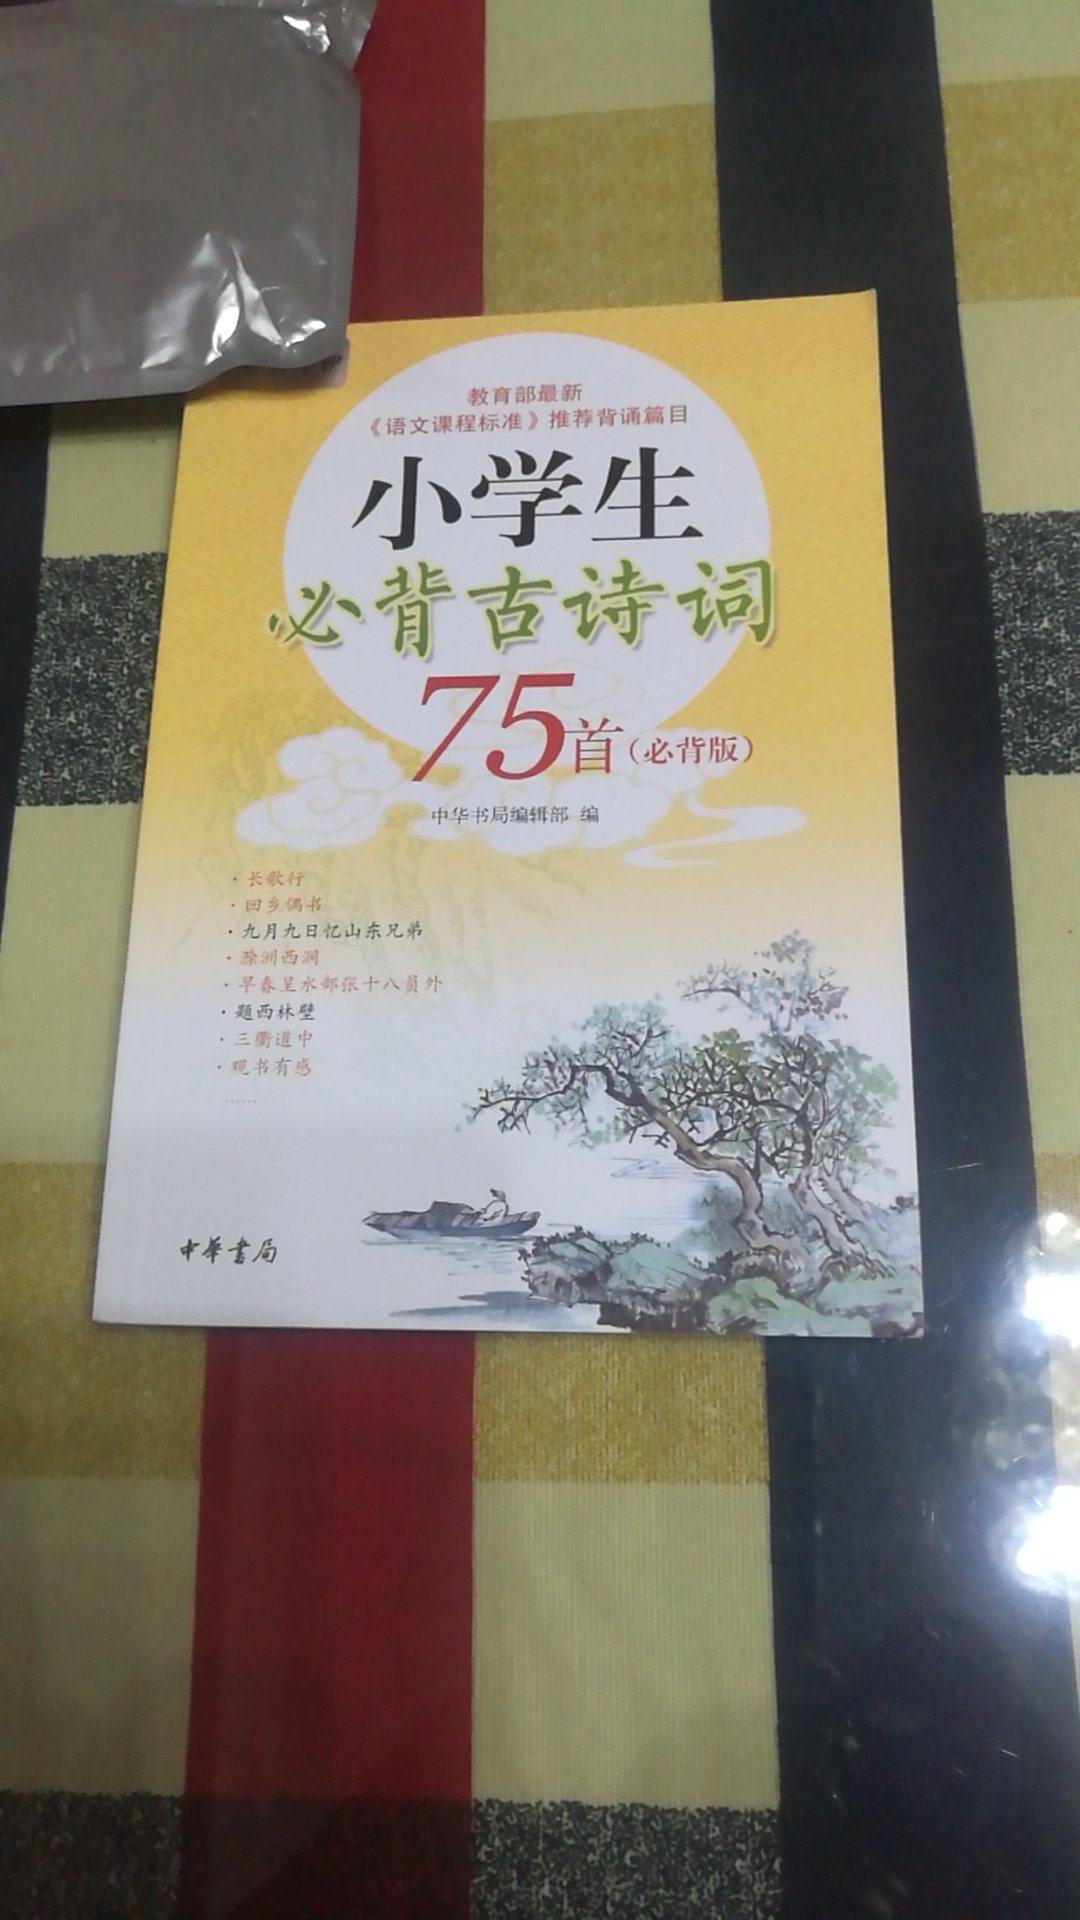 教育部最新
《语文课程标准》推荐背诵篇目
小学生
必背古诗词
75首（必背版）
中华书局编辑部 编
·长歌行
·回乡偶书
·九月九日忆山东兄弟
·滁洲西涧
·早春呈水部张十八员外
·题西林壁
·三衢道中
·观书有感
······
中華書局